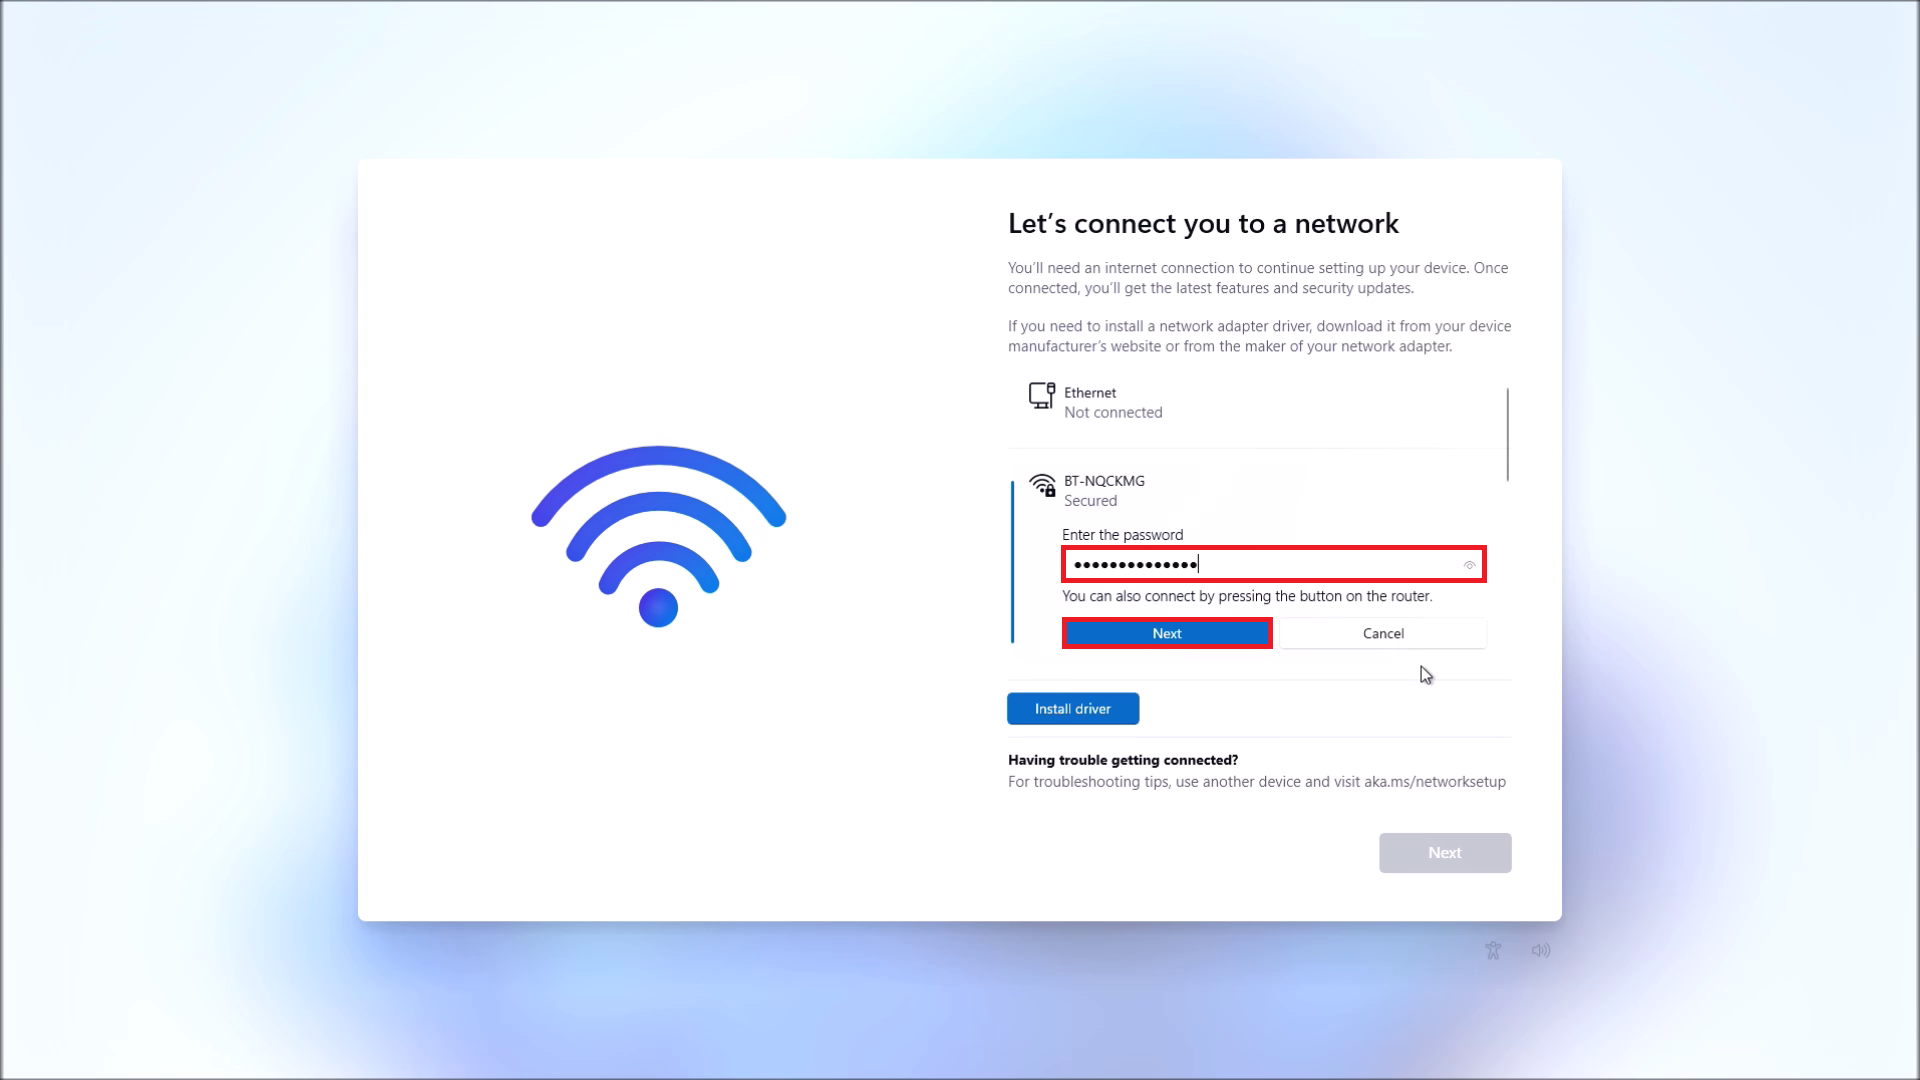 Let’s connect you to a network
You’ll need an internet connection to continue setting up your device. Once
connected, you’ll get the latest features and security updates.
If you need to install a network adapter driver, download it from your device
manufacturer’s website or from the maker of your network adapter.
Ethernet
Not connected
BT-NQCKMG
Secured
Enter the password
••••••••••••••
You can also connect by pressing the button on the router.
Next Cancel
Install driver
Having trouble getting connected?
For troubleshooting tips, use another device and visit aka.ms/networksetup
Next